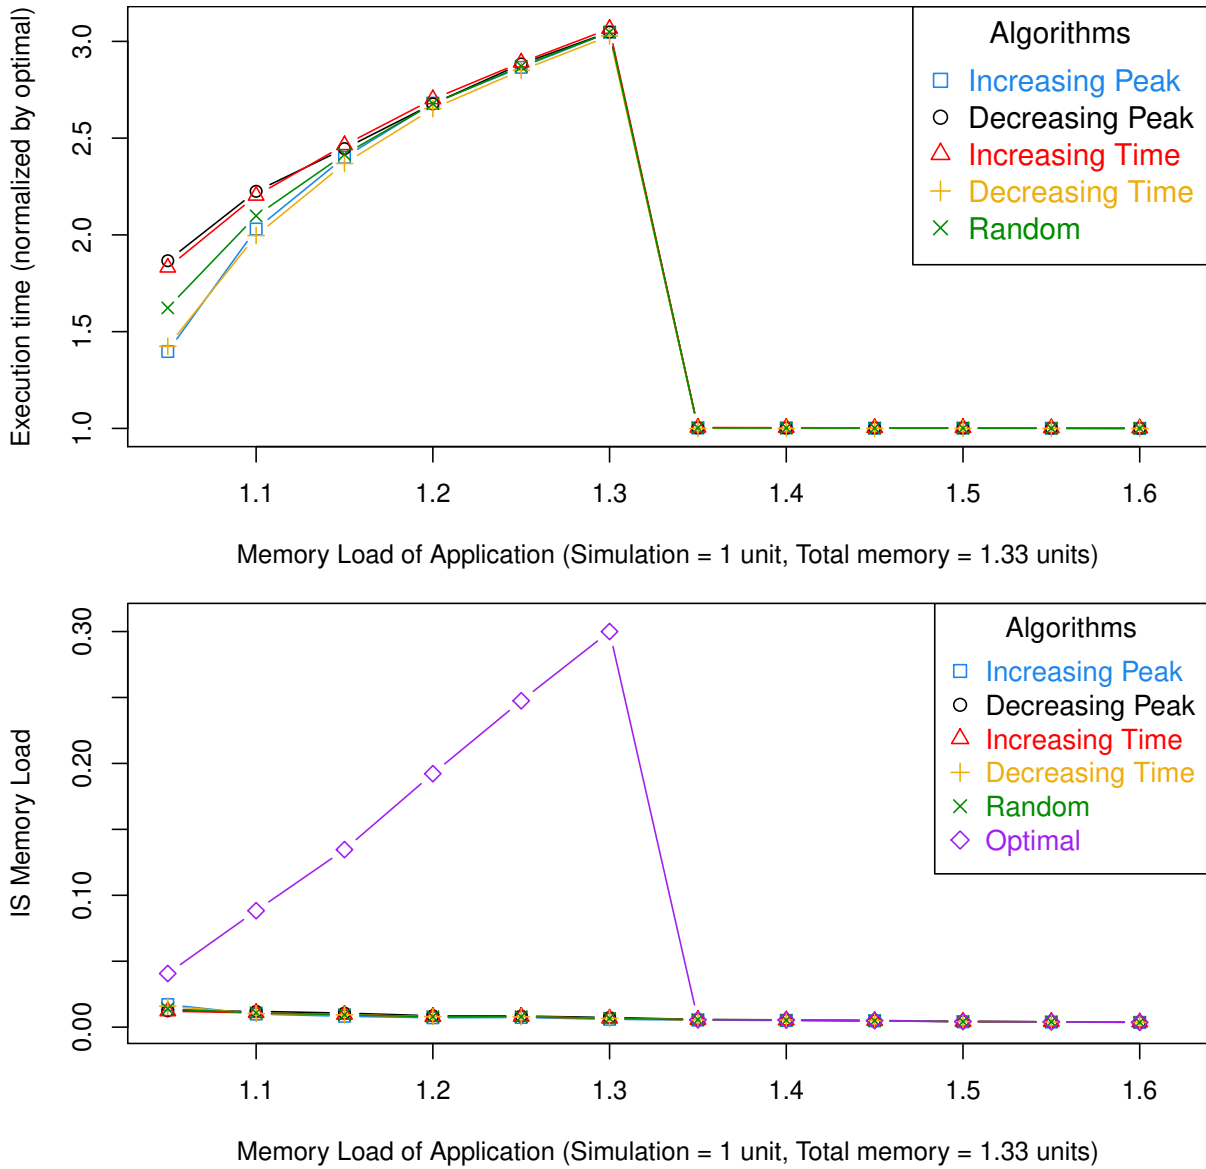 Execution time (normalized by optimal)
3.0
2.5
2.0
1.5
1.0
Algorithms
Increasing Peak
Decreasing Peak
Increasing Time
Decreasing Time
Random
1.1 1.2 1.3 1.4 1.5 1.6
Memory Load of Application (Simulation = 1 unit, Total memory = 1.33 units)
IS Memory Load
0.30
0.20
0.10
0.00
Algorithms
Increasing Peak
Decreasing Peak
Increasing Time
Decreasing Time
Random
Optimal
1.1 1.2 1.3 1.4 1.5 1.6
Memory Load of Application (Simulation = 1 unit, Total memory = 1.33 units)